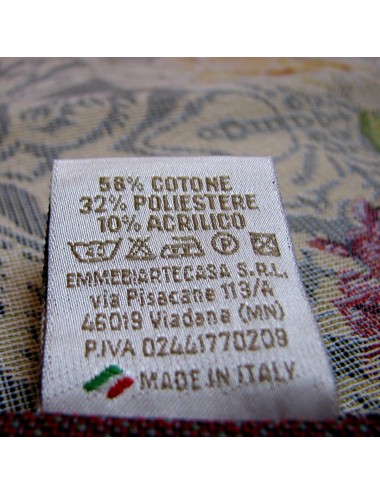 58% COTONE
32% POLIESTERE
10% ACRILICO
EMMEBIARTECASA S.R.L.
via Pisacane 113/A
46019 Viadana (MN)
P.IVA 02441770209
MADE IN ITALY